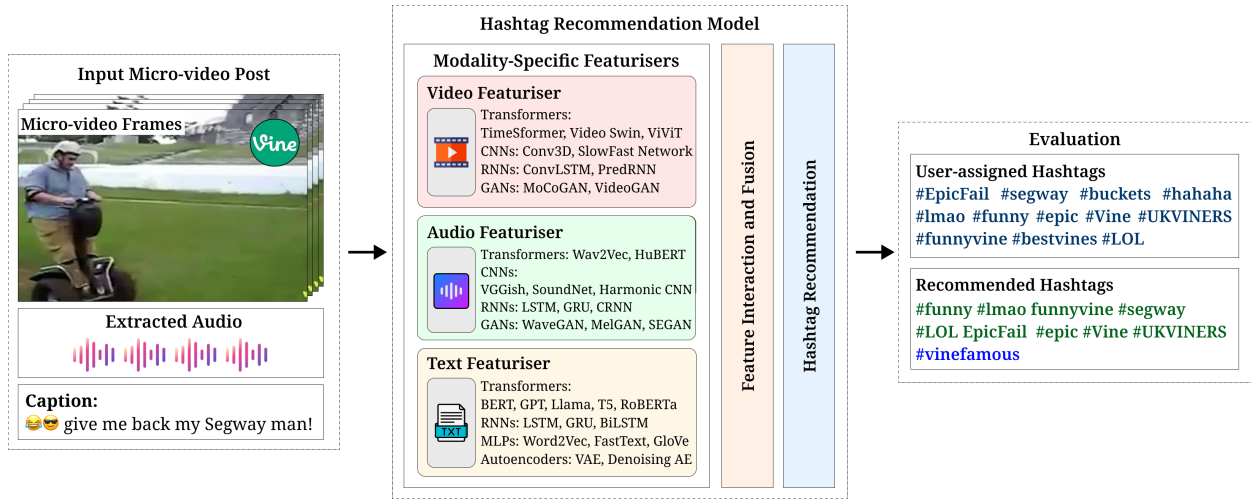 Input Micro-video Post
Micro-video Frames
Vine
Extracted Audio
Caption:
😂😎 give me back my Segway man!
Hashtag Recommendation Model
Modality-Specific Featurisers
Video Featuriser
Transformers:
TimeSformer, Video Swin, ViViT
CNNs: Conv3D, SlowFast Network
RNNs: ConvLSTM, PredRNN
GANs: MoCoGAN, VideoGAN
Audio Featuriser
Transformers: Wav2Vec, HuBERT
CNNs:
VGGish, SoundNet, Harmonic CNN
RNNs: LSTM, GRU, CRNN
GANs: WaveGAN, MelGAN, SEGAN
Text Featuriser
TXT
Transformers:
BERT, GPT, Llama, T5, RoBERTa
RNNs: LSTM, GRU, BiLSTM
MLPs: Word2Vec, FastText, GloVe
Autoencoders: VAE, Denoising AE
Feature Interaction and Fusion
Hashtag Recommendation
Evaluation
User-assigned Hashtags
#EpicFail #segway #buckets #hahaha
#lmao #funny #epic #Vine #UKVINERS
#funnyvine #bestvines #LOL
Recommended Hashtags
#funny #lmao funnyvine #segway
#LOL EpicFail #epic #Vine #UKVINERS
#vinefamous